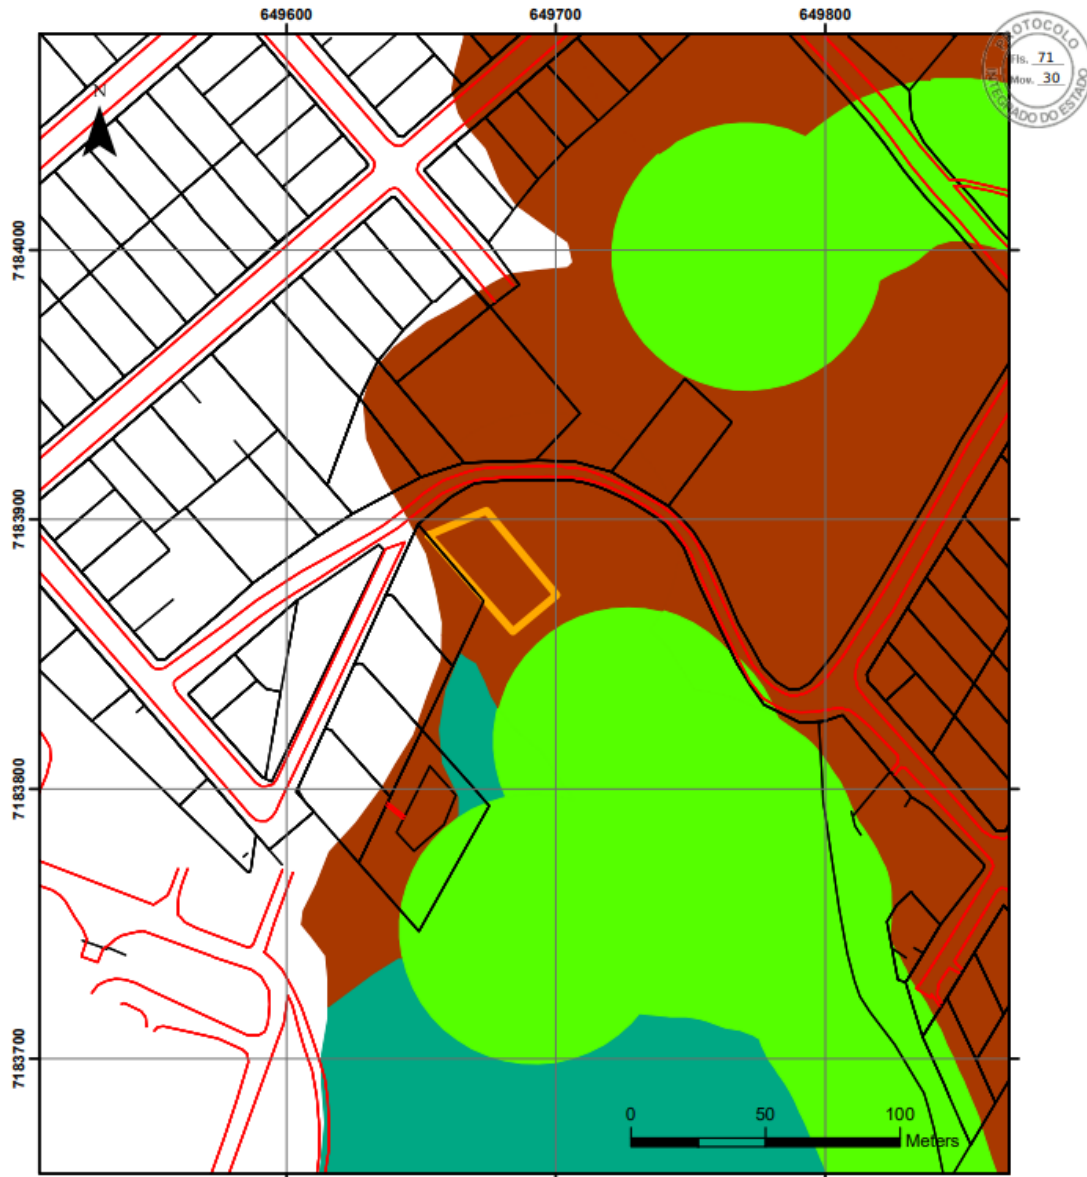 649600 649700 649800
PROTOCOLO
Fls. 71
Mov. 30
INTEGRADO DO ESTADO
N
7184000
7183900
7183800
7183700
0 50 100
Meters